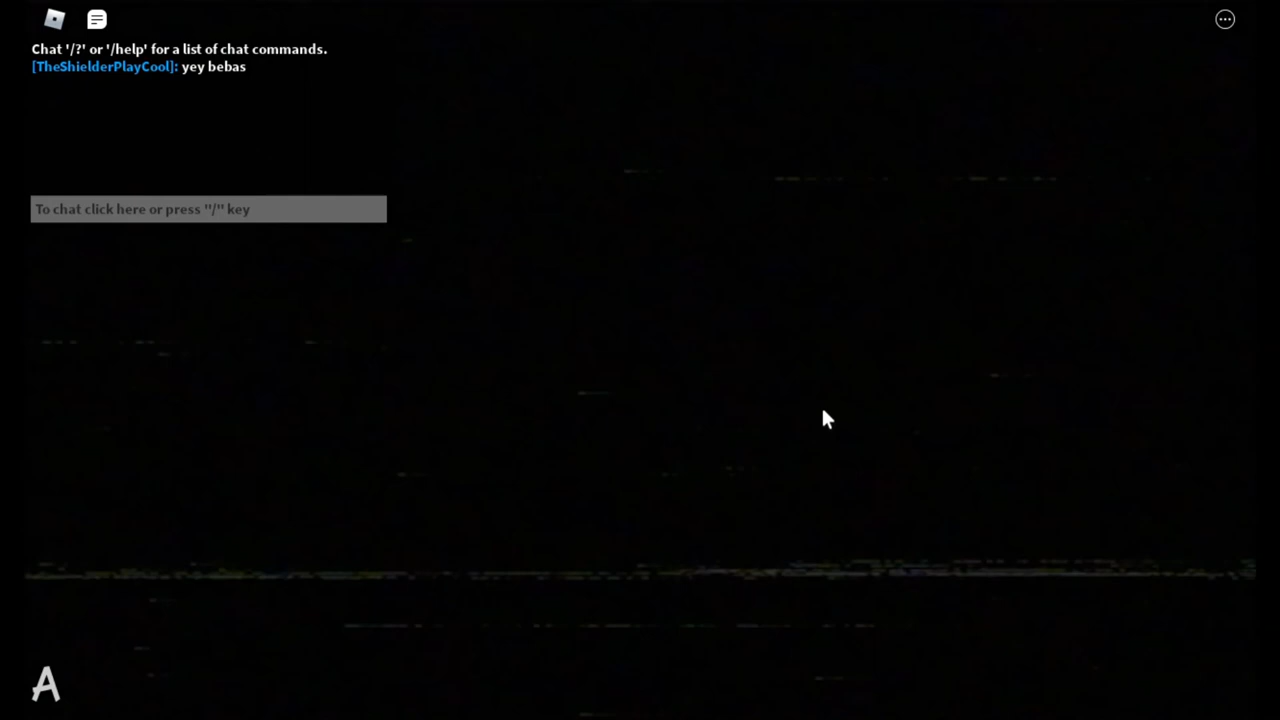 Chat '/?' or '/help' for a list of chat commands.
[TheShielderPlayCool]: yey bebas
To chat click here or press "/" key
A